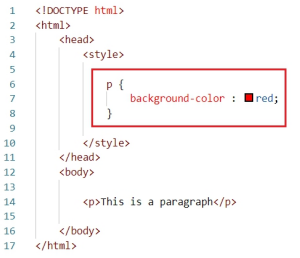 1 <!DOCTYPE html>
2 <html>
3 <head>
4 <style>
5
6 p {
7 background-color : red;
8 }
9
10 </style>
11 </head>
12 <body>
13
14 <p>This is a paragraph</p>
15
16 </body>
17 </html>